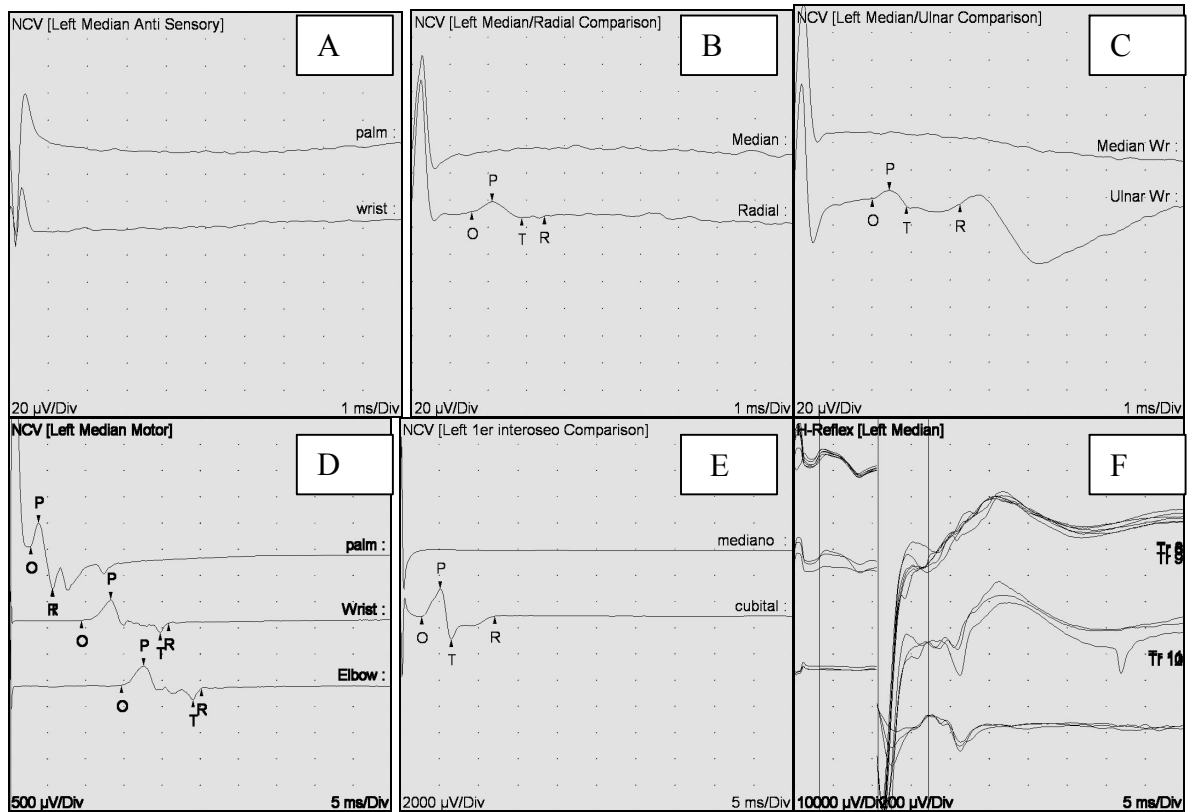 NCV [Left Median Anti Sensory]
A
palm :
wrist :
20 µV/Div 1 ms/Div
NCV [Left Median/Radial Comparison]
B
Median :
P
Radial :
O T R
20 µV/Div 1 ms/Div
NCV [Left Median/Ulnar Comparison]
C
Median Wr :
P
Ulnar Wr :
O T R
20 µV/Div 1 ms/Div
NCV [Left Median Motor]
D
P
palm :
O P
R
Wrist :
O P T R
Elbow :
O T R
500 µV/Div 5 ms/Div
NCV [Left 1er interoseo Comparison]
E
mediano :
P
cubital :
O T R
2000 µV/Div 5 ms/Div
H-Reflex [Left Median]
F
Tr 9
10000 µV/Div 5 ms/Div